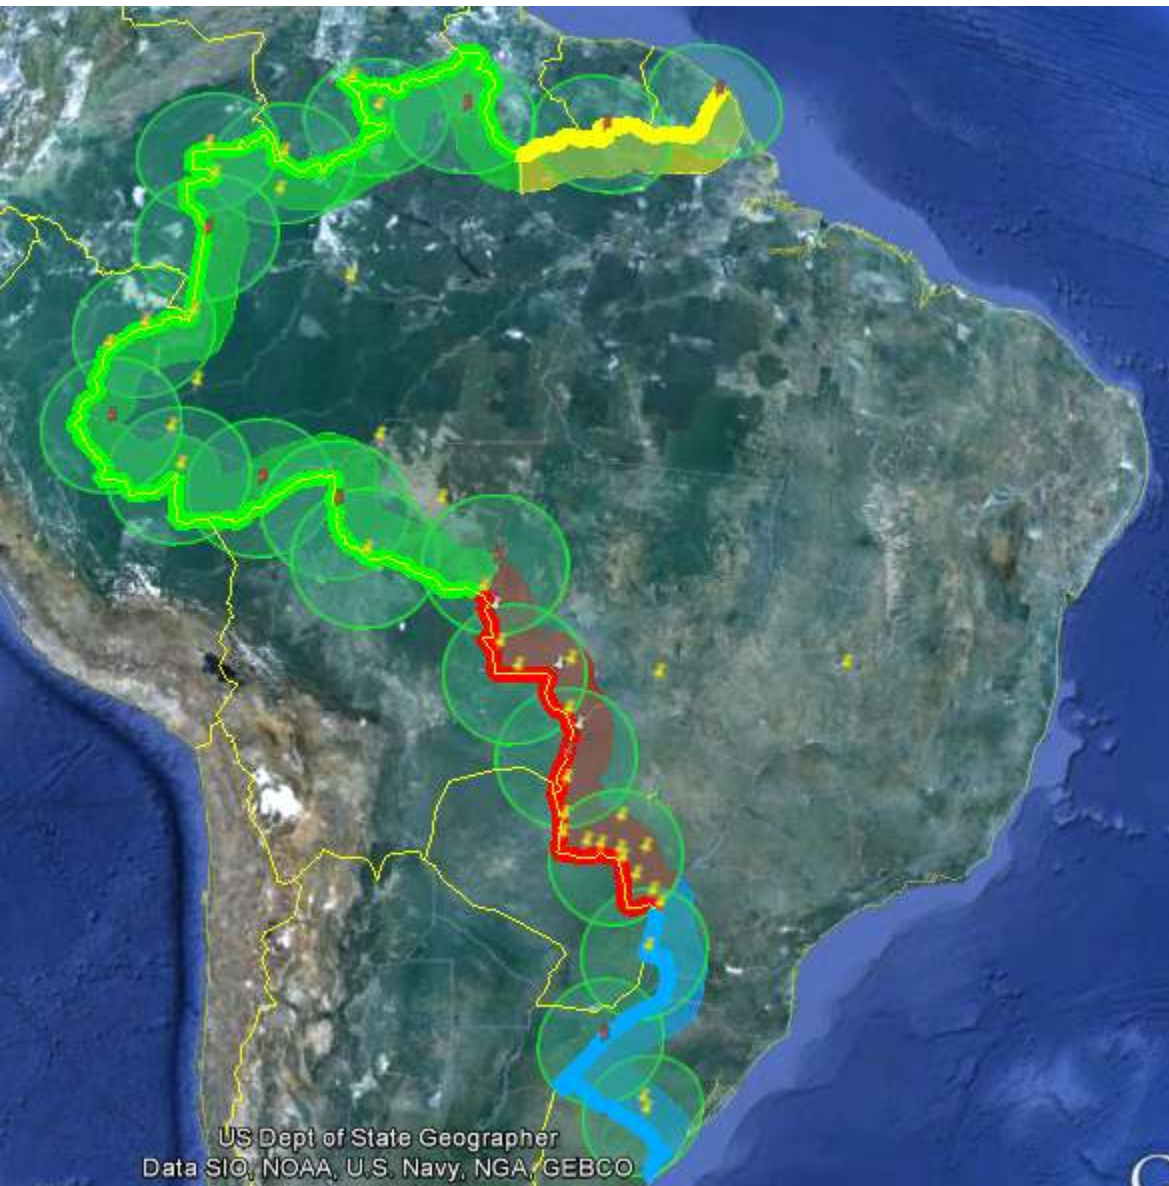 US Dept of State Geographer
Data SIO, NOAA, U.S. Navy, NGA, GEBCO